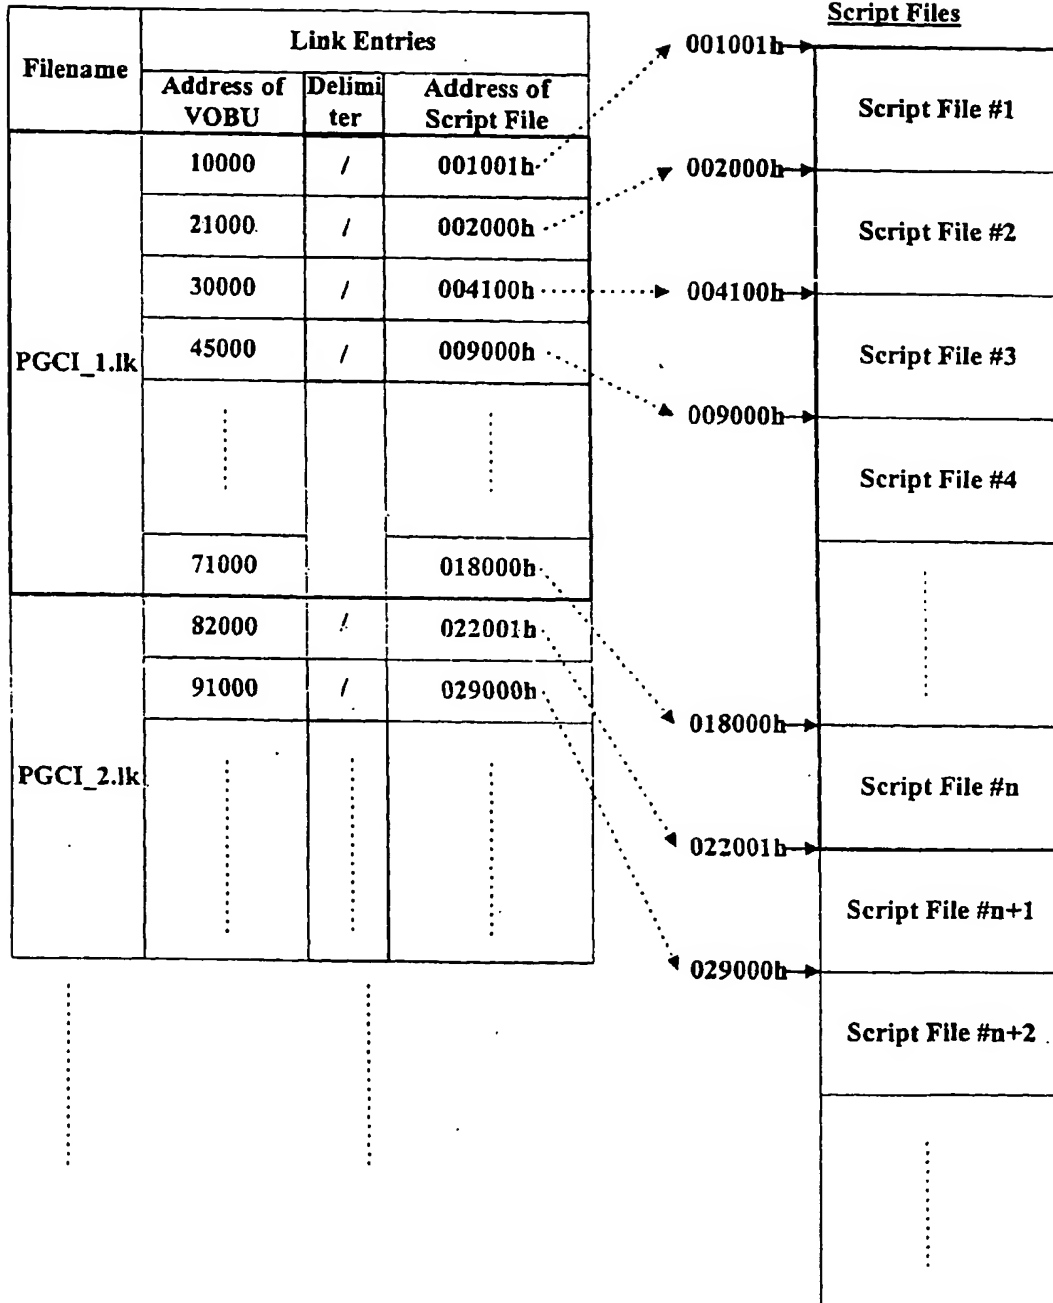 Filename
Link Entries
Address of
VOBU
Delimi
ter
Address of
Script File
PGCI_1.lk
10000 / 001001h
21000 / 002000h
30000 / 004100h
45000 / 009000h
71000 018000h
PGCI_2.lk
82000 / 022001h
91000 / 029000h
Script Files
001001h
Script File #1
002000h
Script File #2
004100h
Script File #3
009000h
Script File #4
018000h
Script File #n
022001h
Script File #n+1
029000h
Script File #n+2